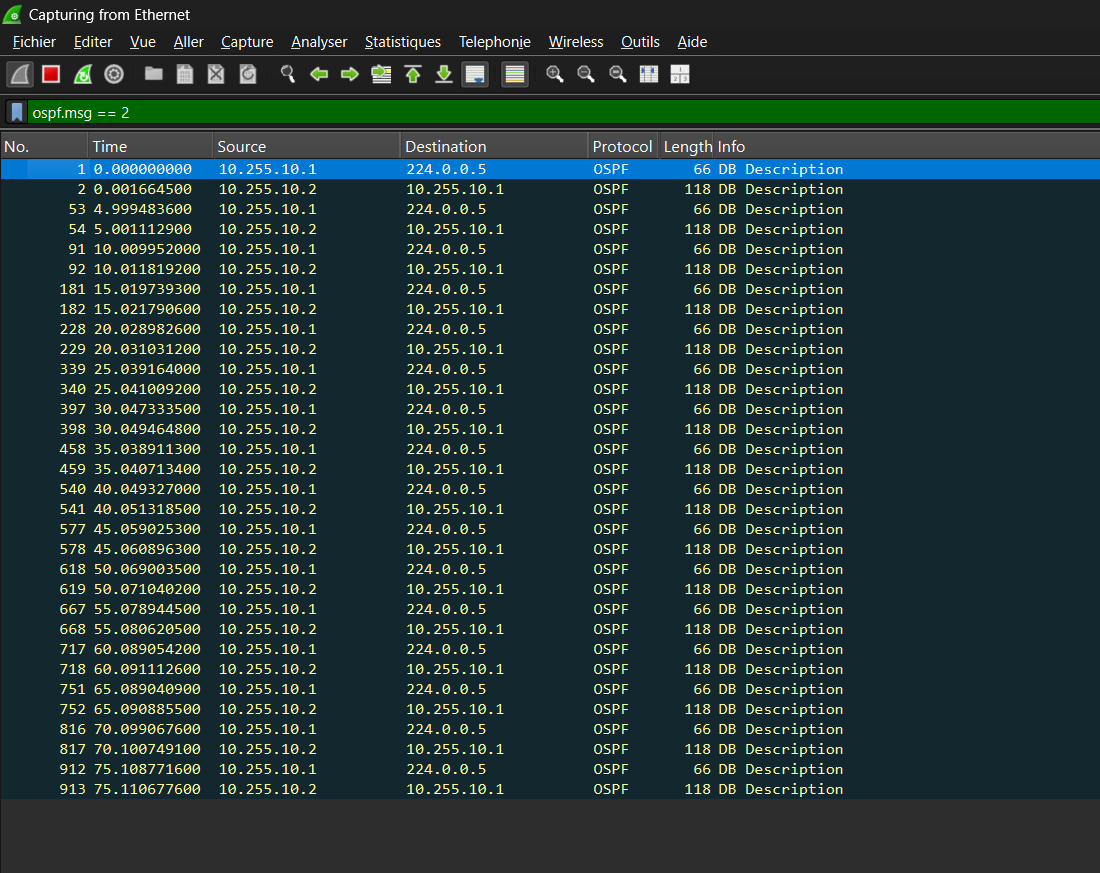 Capturing from Ethernet
Fichier Editer Vue Aller Capture Analyser Statistiques Telephonie Wireless Outils Aide
ospf.msg == 2
No. Time Source Destination Protocol Length Info
1 0.000000000 10.255.10.1 224.0.0.5 OSPF 66 DB Description
2 0.001664500 10.255.10.2 10.255.10.1 OSPF 118 DB Description
53 4.999483600 10.255.10.1 224.0.0.5 OSPF 66 DB Description
54 5.001112900 10.255.10.2 10.255.10.1 OSPF 118 DB Description
91 10.009952000 10.255.10.1 224.0.0.5 OSPF 66 DB Description
92 10.011819200 10.255.10.2 10.255.10.1 OSPF 118 DB Description
181 15.019739300 10.255.10.1 224.0.0.5 OSPF 66 DB Description
182 15.021790600 10.255.10.2 10.255.10.1 OSPF 118 DB Description
228 20.028982600 10.255.10.1 224.0.0.5 OSPF 66 DB Description
229 20.031031200 10.255.10.2 10.255.10.1 OSPF 118 DB Description
339 25.039164000 10.255.10.1 224.0.0.5 OSPF 66 DB Description
340 25.041009200 10.255.10.2 10.255.10.1 OSPF 118 DB Description
397 30.047333500 10.255.10.1 224.0.0.5 OSPF 66 DB Description
398 30.049464800 10.255.10.2 10.255.10.1 OSPF 118 DB Description
458 35.038911300 10.255.10.1 224.0.0.5 OSPF 66 DB Description
459 35.040713400 10.255.10.2 10.255.10.1 OSPF 118 DB Description
540 40.049327000 10.255.10.1 224.0.0.5 OSPF 66 DB Description
541 40.051318500 10.255.10.2 10.255.10.1 OSPF 118 DB Description
577 45.059025300 10.255.10.1 224.0.0.5 OSPF 66 DB Description
578 45.060896300 10.255.10.2 10.255.10.1 OSPF 118 DB Description
618 50.069003500 10.255.10.1 224.0.0.5 OSPF 66 DB Description
619 50.071040200 10.255.10.2 10.255.10.1 OSPF 118 DB Description
667 55.078944500 10.255.10.1 224.0.0.5 OSPF 66 DB Description
668 55.080620500 10.255.10.2 10.255.10.1 OSPF 118 DB Description
717 60.089054200 10.255.10.1 224.0.0.5 OSPF 66 DB Description
718 60.091112600 10.255.10.2 10.255.10.1 OSPF 118 DB Description
751 65.089040900 10.255.10.1 224.0.0.5 OSPF 66 DB Description
752 65.090885500 10.255.10.2 10.255.10.1 OSPF 118 DB Description
816 70.099067600 10.255.10.1 224.0.0.5 OSPF 66 DB Description
817 70.100749100 10.255.10.2 10.255.10.1 OSPF 118 DB Description
912 75.108771600 10.255.10.1 224.0.0.5 OSPF 66 DB Description
913 75.110677600 10.255.10.2 10.255.10.1 OSPF 118 DB Description